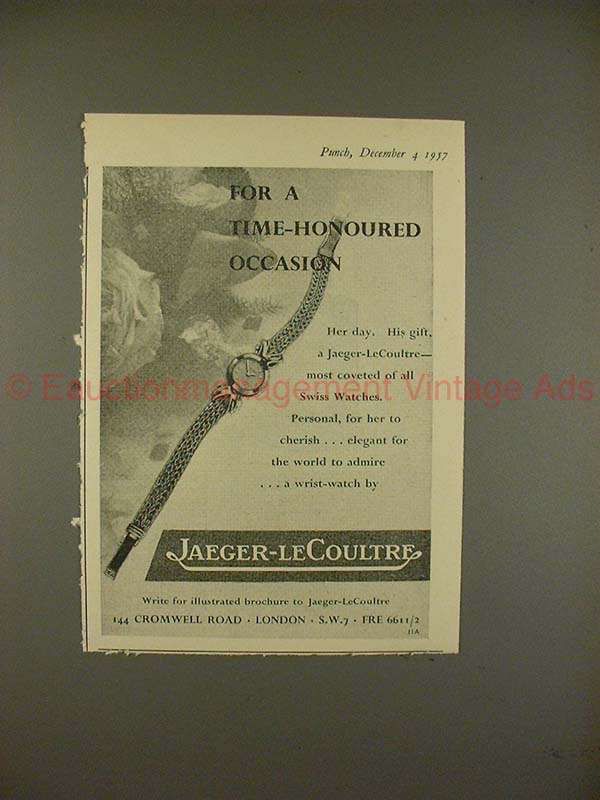 Punch, December 4 1957
FOR A
TIME-HONOURED
OCCASION
Her day. His gift,
a Jaeger-LeCoultre—
most coveted of all
Swiss Watches.
Personal, for her to
cherish . . . elegant for
the world to admire
. . . a wrist-watch by
JAEGER-LECOULTRE
Write for illustrated brochure to Jaeger-LeCoultre
144 CROMWELL ROAD · LONDON · S.W.7 · FRE 6611/2
JJA
© Eauctionmanagement Vintage Ads